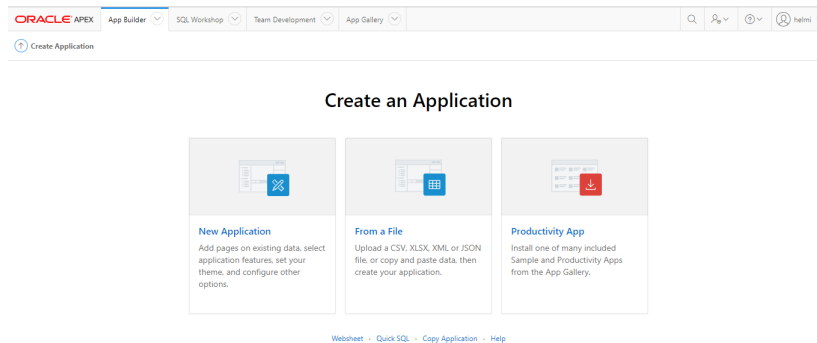 ORACLE APEX App Builder SQL Workshop Team Development App Gallery helmi
Create Application
Create an Application
New Application
Add pages on existing data, select
application features, set your
theme, and configure other
options.
From a File
Upload a CSV, XLSX, XML or JSON
file, or copy and paste data, then
create your application.
Productivity App
Install one of many included
Sample and Productivity Apps
from the App Gallery.
Websheet - Quick SQL - Copy Application - Help